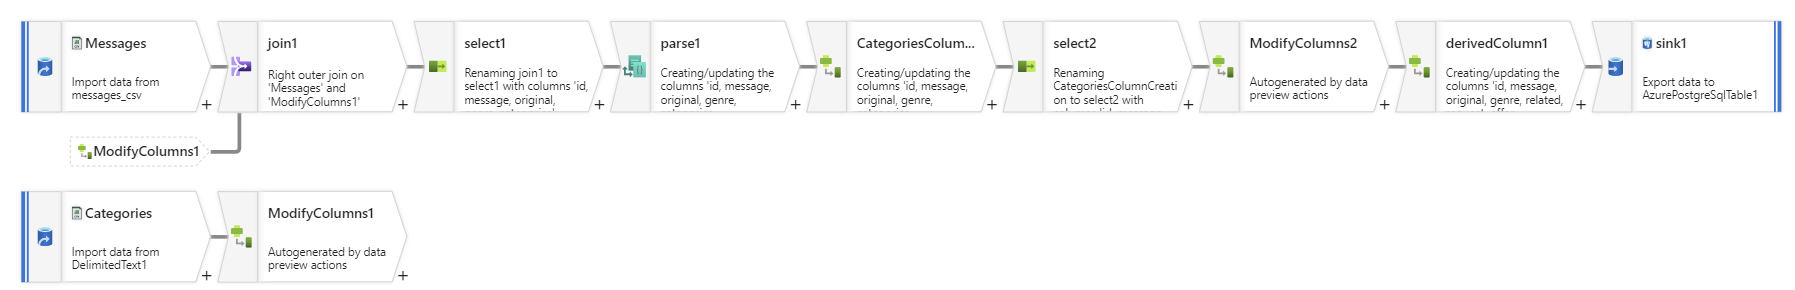 Messages
Import data from
messages_csv
+
join1
Right outer join on
'Messages' and
'ModifyColumns1'
+
select1
Renaming join1 to
select1 with columns 'id,
message, original,
+
parse1
Creating/updating the
columns 'id, message,
original, genre,
+
CategoriesColum...
Creating/updating the
columns 'id, message,
original, genre,
+
select2
Renaming
CategoriesColumnCreati
on to select2 with
+
ModifyColumns2
Autogenerated by data
preview actions
+
derivedColumn1
Creating/updating the
columns 'id, message,
original, genre, related,
+
sink1
Export data to
AzurePostgreSqlTable1
ModifyColumns1
Categories
Import data from
DelimitedText1
+
ModifyColumns1
Autogenerated by data
preview actions
+